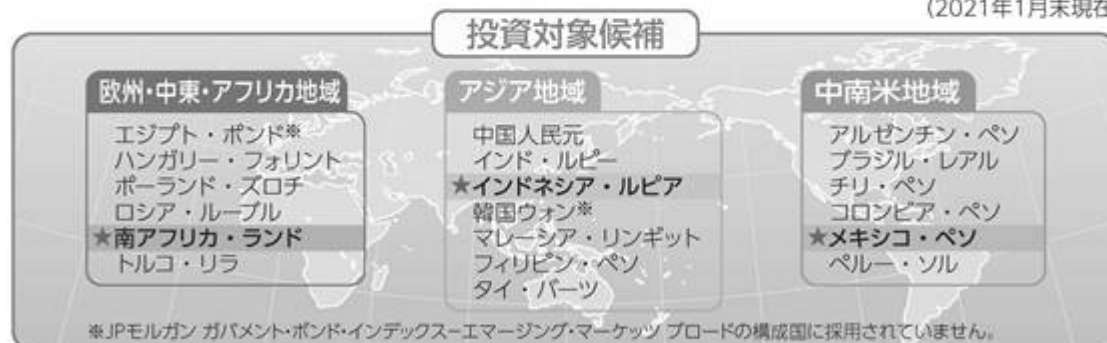 (2021年1月末現在
投資対象候補
欧州・中東・アフリカ地域
エジプト・ポンド※
ハンガリー・フォリント
ポーランド・ズロチ
ロシア・ルーブル
★南アフリカ・ランド
トルコ・リラ
アジア地域
中国人民元
インド・ルピー
★インドネシア・ルピア
韓国ウォン※
マレーシア・リンギット
フィリピン・ペソ
タイ・バーツ
中南米地域
アルゼンチン・ペソ
ブラジル・レアル
チリ・ペソ
コロンビア・ペソ
★メキシコ・ペソ
ペルー・ソル
※JPモルガン ガバメント・ボンド・インデックス－エマージング・マーケッツ ブロードの構成国に採用されていません。